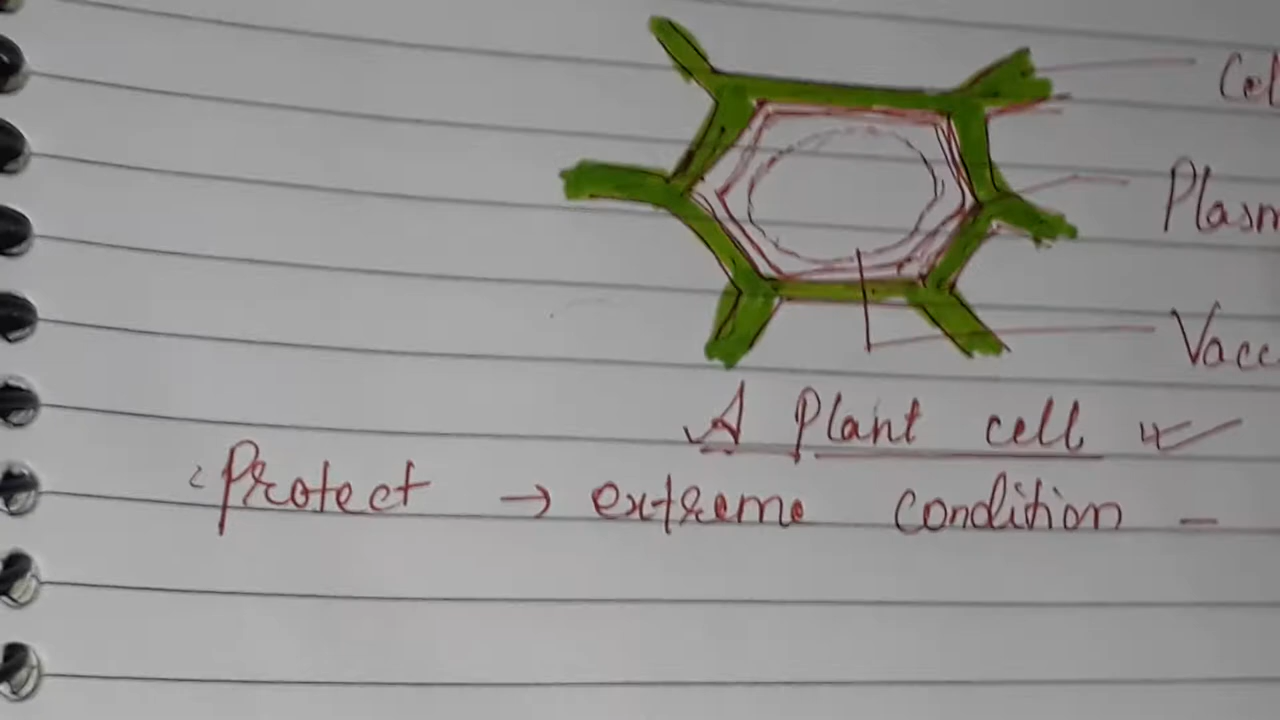 Cel
Plasm
Vacc
A Plant cell
Protect → extreme condition –